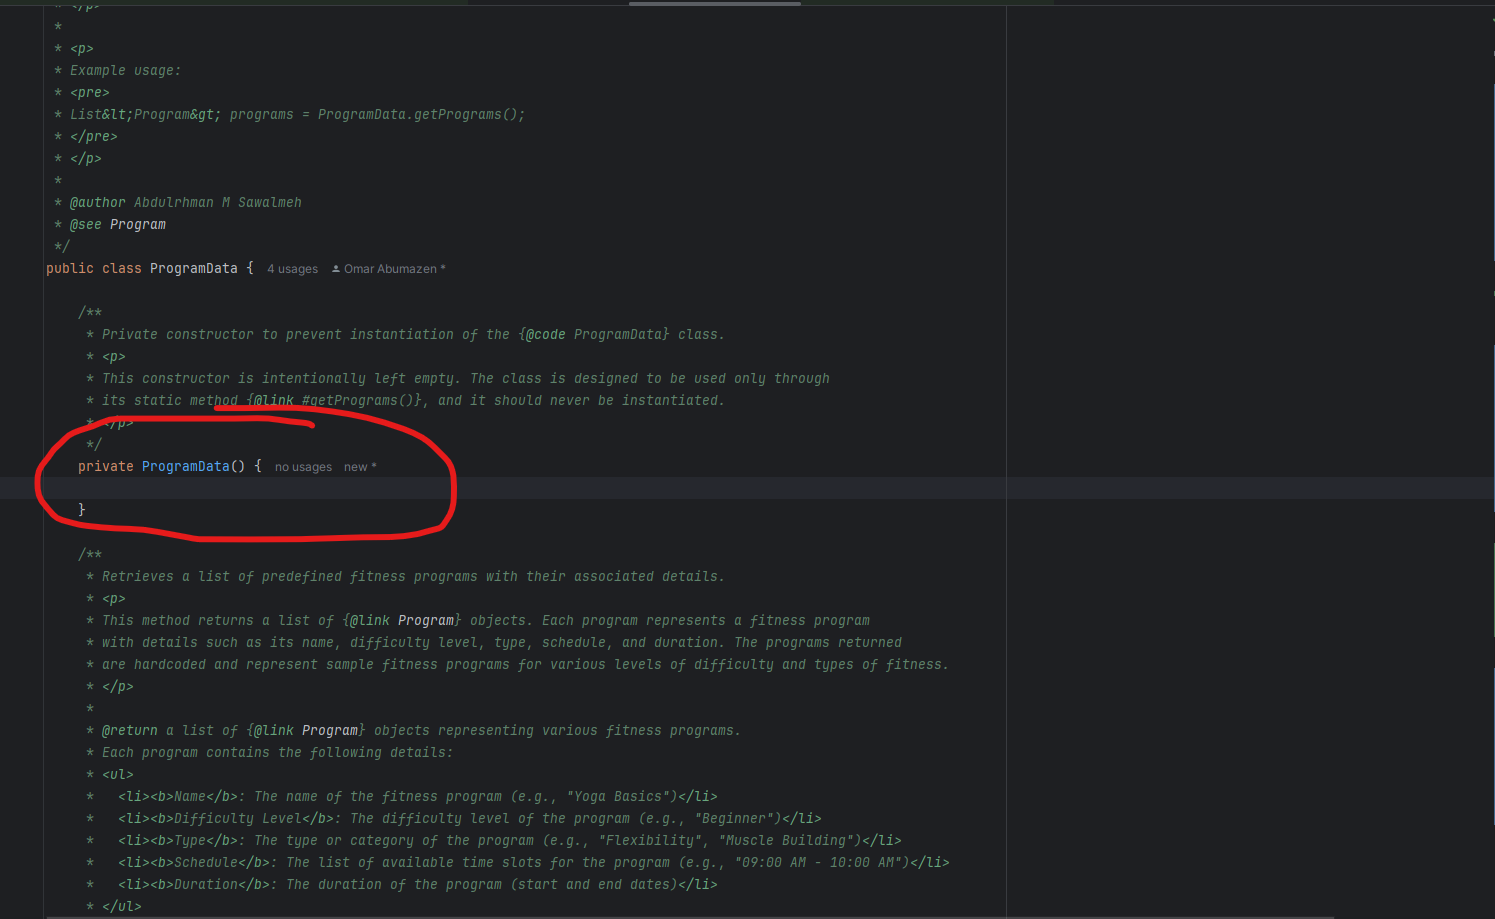 * </p>
*
* <p>
* Example usage:
* <pre>
* List&lt;Program&gt; programs = ProgramData.getPrograms();
* </pre>
* </p>
*
* @author Abdulrhman M Sawalmeh
* @see Program
*/
public class ProgramData { 4 usages Omar Abumazen *
/**
* Private constructor to prevent instantiation of the {@code ProgramData} class.
* <p>
* This constructor is intentionally left empty. The class is designed to be used only through
* its static method {@link #getPrograms()}, and it should never be instantiated.
* </p>
*/
private ProgramData() { no usages new *
}
/**
* Retrieves a list of predefined fitness programs with their associated details.
* <p>
* This method returns a list of {@link Program} objects. Each program represents a fitness program
* with details such as its name, difficulty level, type, schedule, and duration. The programs returned
* are hardcoded and represent sample fitness programs for various levels of difficulty and types of fitness.
* </p>
*
* @return a list of {@link Program} objects representing various fitness programs.
* Each program contains the following details:
* <ul>
*   <li><b>Name</b>: The name of the fitness program (e.g., "Yoga Basics")</li>
*   <li><b>Difficulty Level</b>: The difficulty level of the program (e.g., "Beginner")</li>
*   <li><b>Type</b>: The type or category of the program (e.g., "Flexibility", "Muscle Building")</li>
*   <li><b>Schedule</b>: The list of available time slots for the program (e.g., "09:00 AM - 10:00 AM")</li>
*   <li><b>Duration</b>: The duration of the program (start and end dates)</li>
* </ul>